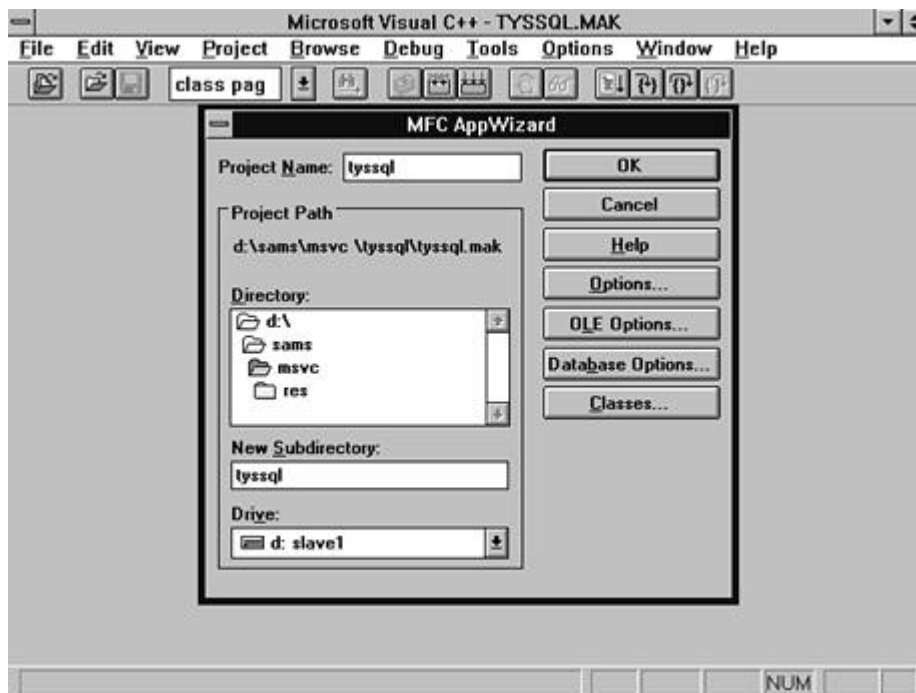 Microsoft Visual C++ - TYSSQL.MAK
File Edit View Project Browse Debug Tools Options Window Help
class pag
MFC AppWizard
Project Name: tyssql
OK
Project Path
Cancel
d:\sams\msvc \tyssql\tyssql.mak
Help
Options...
Directory:
d:\
OLE Options...
sams
msvc
Database Options...
res
Classes...
New Subdirectory:
tyssql
Drive:
d: slave1
NUM